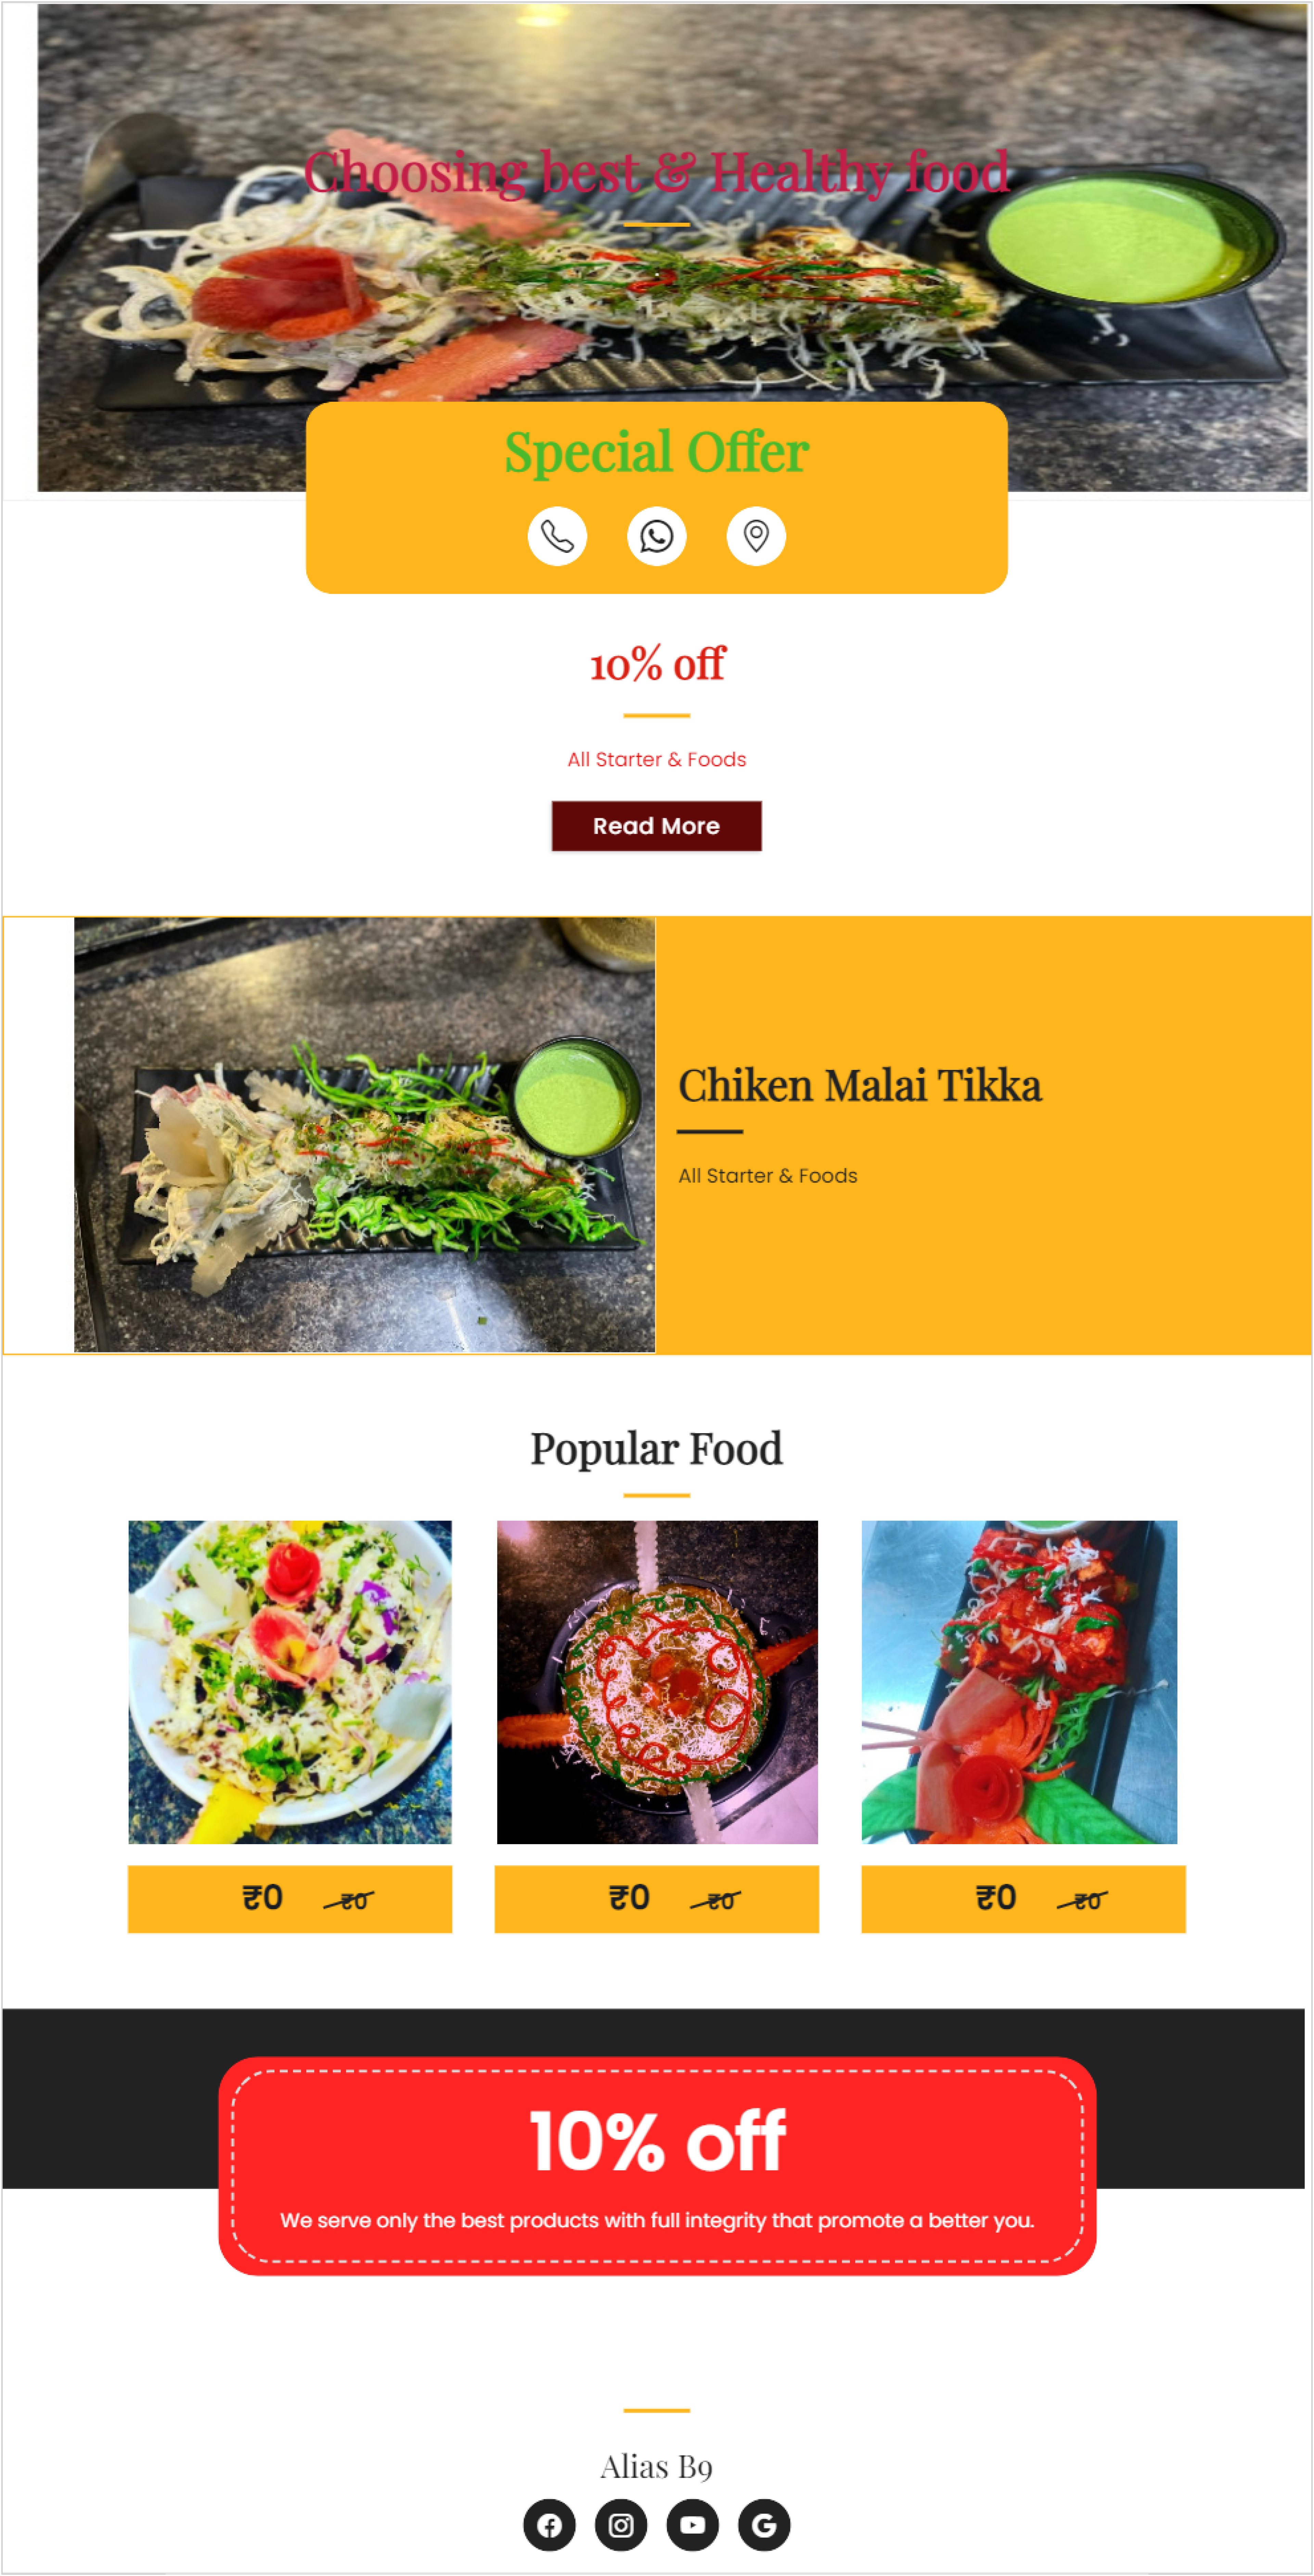 Choosing best & Healthy food
Special Offer
10% off
All Starter & Foods
Read More
Chiken Malai Tikka
All Starter & Foods
Popular Food
₹0 ₹0
₹0 ₹0
₹0 ₹0
10% off
We serve only the best products with full integrity that promote a better you.
Alias B9